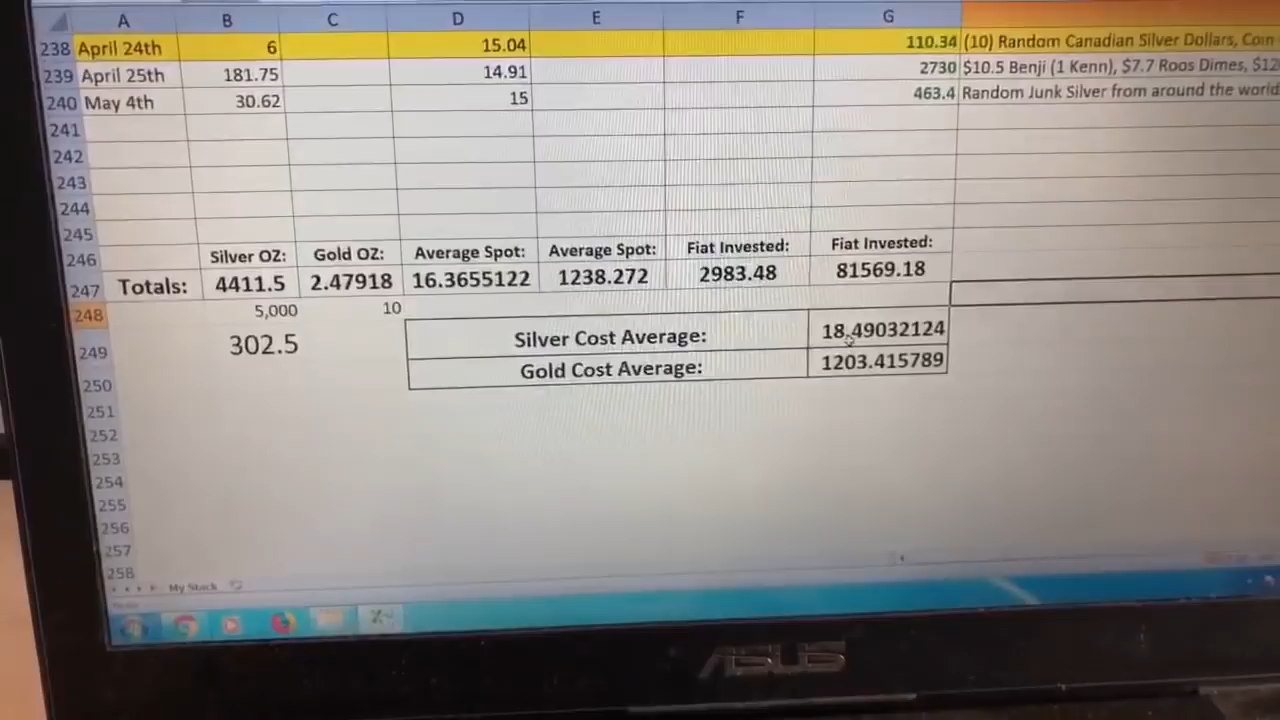 A B C D E F G
238 April 24th 6 15.04 110.34 (10) Random Canadian Silver Dollars, Coin
239 April 25th 181.75 14.91 2730 $10.5 Benji (1 Kenn), $7.7 Roos Dimes, $12
240 May 4th 30.62 15 463.4 Random Junk Silver from around the world
241
242
243
244
245
246 Silver OZ: Gold OZ: Average Spot: Average Spot: Fiat Invested: Fiat Invested:
247 Totals: 4411.5 2.47918 16.3655122 1238.272 2983.48 81569.18
248 5,000 10
249 302.5 Silver Cost Average: 18.49032124
250 Gold Cost Average: 1203.415789
251
252
253
254
255
256
257
258
My Stack
ASUS